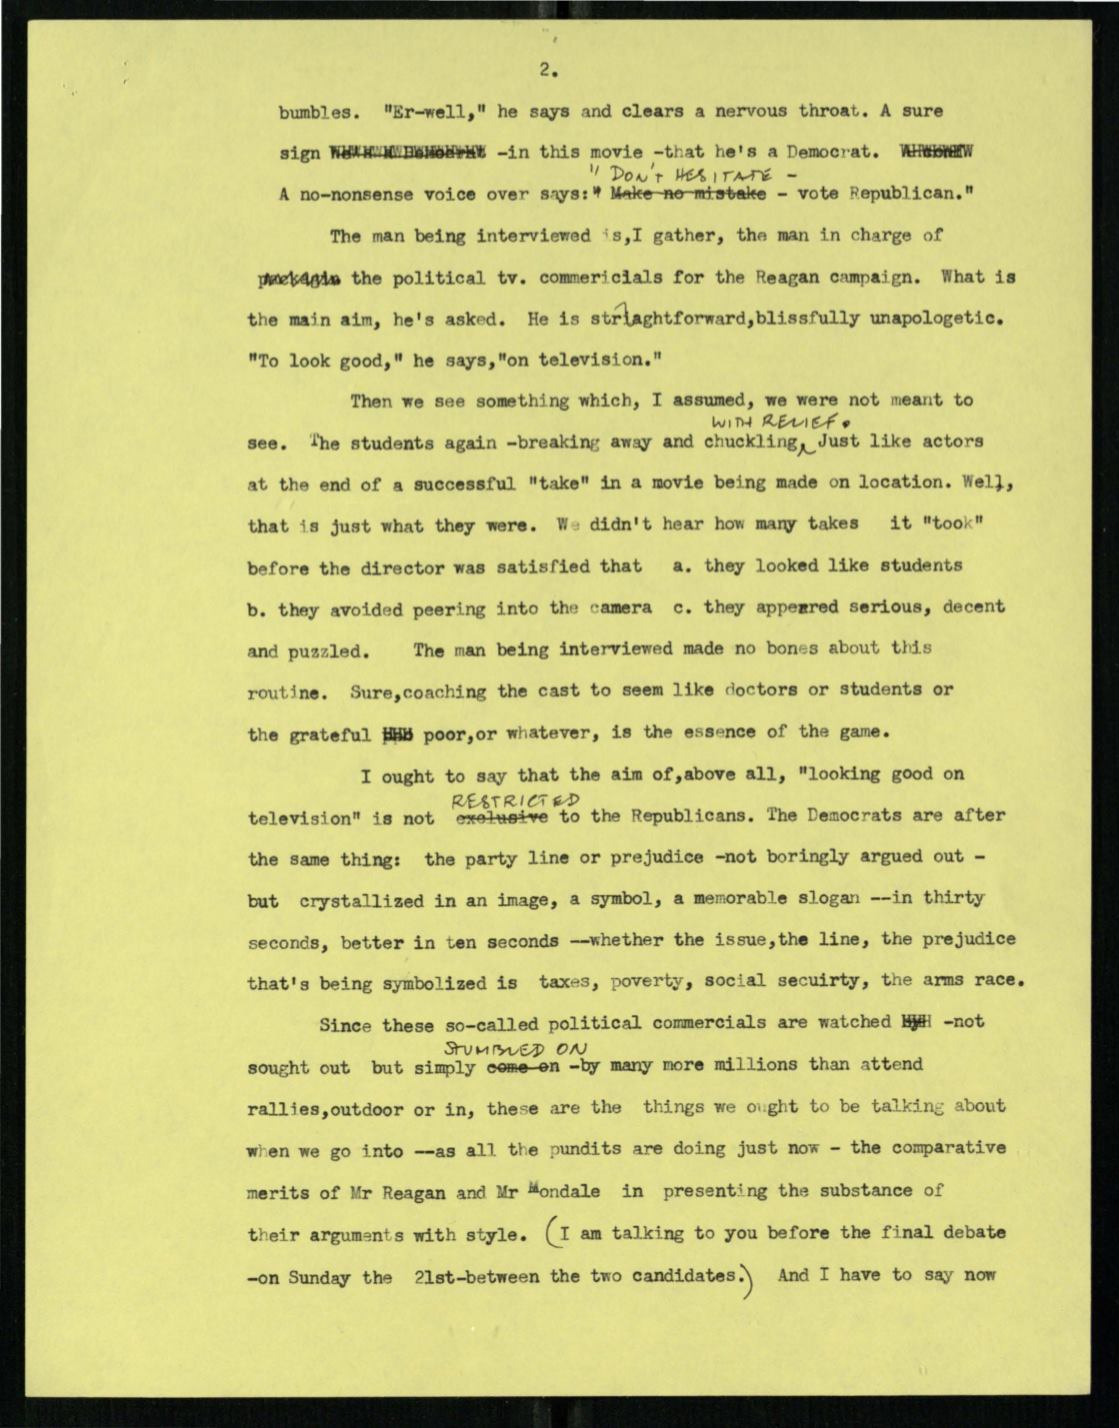 2.
bumbles. "Er-well," he says and clears a nervous throat. A sure
sign -in this movie -that he's a Democrat.
" DON'T HESITATE -
A no-nonsense voice over says:" Make no mistake - vote Republican."
The man being interviewed is,I gather, the man in charge of
the political tv. commericials for the Reagan campaign. What is
the main aim, he's asked. He is striaghtforward,blissfully unapologetic.
"To look good," he says,"on television."
Then we see something which, I assumed, we were not meant to
WITH RELIEF.
see. The students again -breaking away and chuckling, Just like actors
at the end of a successful "take" in a movie being made on location. Well,
that is just what they were. We didn't hear how many takes it "took"
before the director was satisfied that a. they looked like students
b. they avoided peering into the camera c. they appeared serious, decent
and puzzled. The man being interviewed made no bones about this
routine. Sure,coaching the cast to seem like doctors or students or
the grateful poor,or whatever, is the essence of the game.
I ought to say that the aim of,above all, "looking good on
RESTRICTED
television" is not exclusive to the Republicans. The Democrats are after
the same thing: the party line or prejudice -not boringly argued out -
but crystallized in an image, a symbol, a memorable slogan --in thirty
seconds, better in ten seconds --whether the issue,the line, the prejudice
that's being symbolized is taxes, poverty, social secuirty, the arms race.
Since these so-called political commercials are watched -not
STUMBLED ON
sought out but simply come on -by many more millions than attend
rallies,outdoor or in, these are the things we ought to be talking about
when we go into --as all the pundits are doing just now - the comparative
merits of Mr Reagan and Mr Mondale in presenting the substance of
their arguments with style. (I am talking to you before the final debate
-on Sunday the 21st-between the two candidates.) And I have to say now